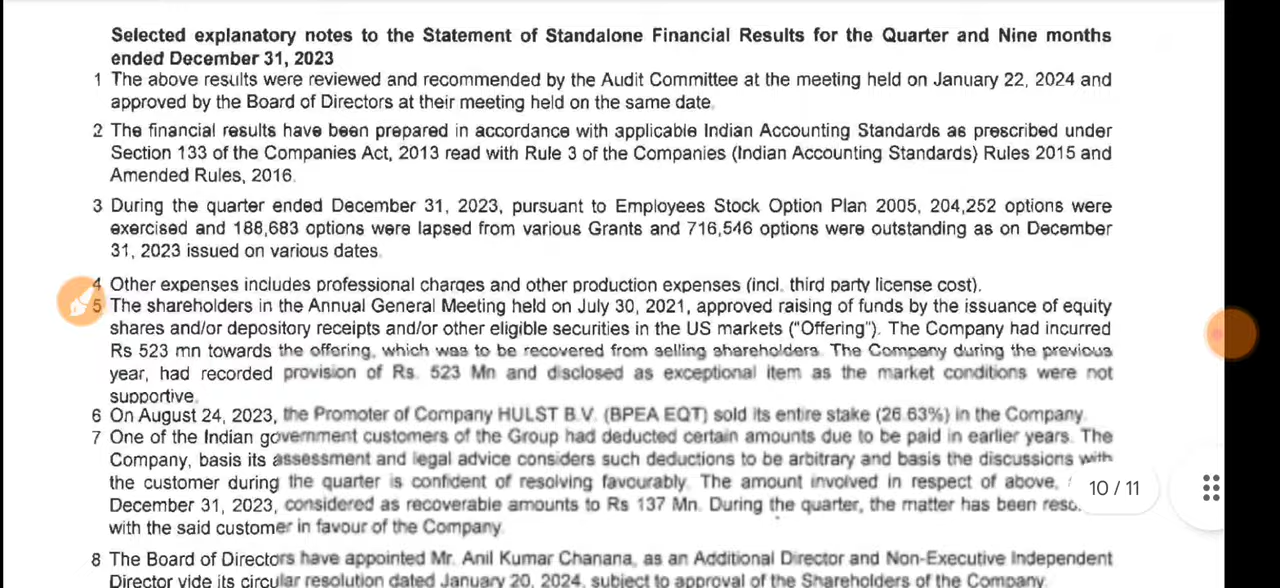 Selected explanatory notes to the Statement of Standalone Financial Results for the Quarter and Nine months
ended December 31, 2023
1 The above results were reviewed and recommended by the Audit Committee at the meeting held on January 22, 2024 and
approved by the Board of Directors at their meeting held on the same date.
2 The financial results have been prepared in accordance with applicable Indian Accounting Standards as prescribed under
Section 133 of the Companies Act, 2013 read with Rule 3 of the Companies (Indian Accounting Standards) Rules 2015 and
Amended Rules, 2016.
3 During the quarter ended December 31, 2023, pursuant to Employees Stock Option Plan 2005, 204,252 options were
exercised and 188,683 options were lapsed from various Grants and 716,546 options were outstanding as on December
31, 2023 issued on various dates.
4 Other expenses includes professional charges and other production expenses (incl. third party license cost).
5 The shareholders in the Annual General Meeting held on July 30, 2021, approved raising of funds by the issuance of equity
shares and/or depository receipts and/or other eligible securities in the US markets ("Offering"). The Company had incurred
Rs 523 mn towards the offering, which was to be recovered from selling shareholders. The Company during the previous
year, had recorded provision of Rs. 523 Mn and disclosed as exceptional item as the market conditions were not
supportive.
6 On August 24, 2023, the Promoter of Company HULST B.V. (BPEA EQT) sold its entire stake (26.63%) in the Company.
7 One of the Indian government customers of the Group had deducted certain amounts due to be paid in earlier years. The
Company, basis its assessment and legal advice considers such deductions to be arbitrary and basis the discussions with
the customer during the quarter is confident of resolving favourably. The amount involved in respect of above,
December 31, 2023, considered as recoverable amounts to Rs 137 Mn. During the quarter, the matter has been
with the said customer in favour of the Company.
10 / 11
8 The Board of Directors have appointed Mr. Anil Kumar Chanana, as an Additional Director and Non-Executive Independent
Director vide its circular resolution dated January 20, 2024, subject to approval of the Shareholders of the Company.